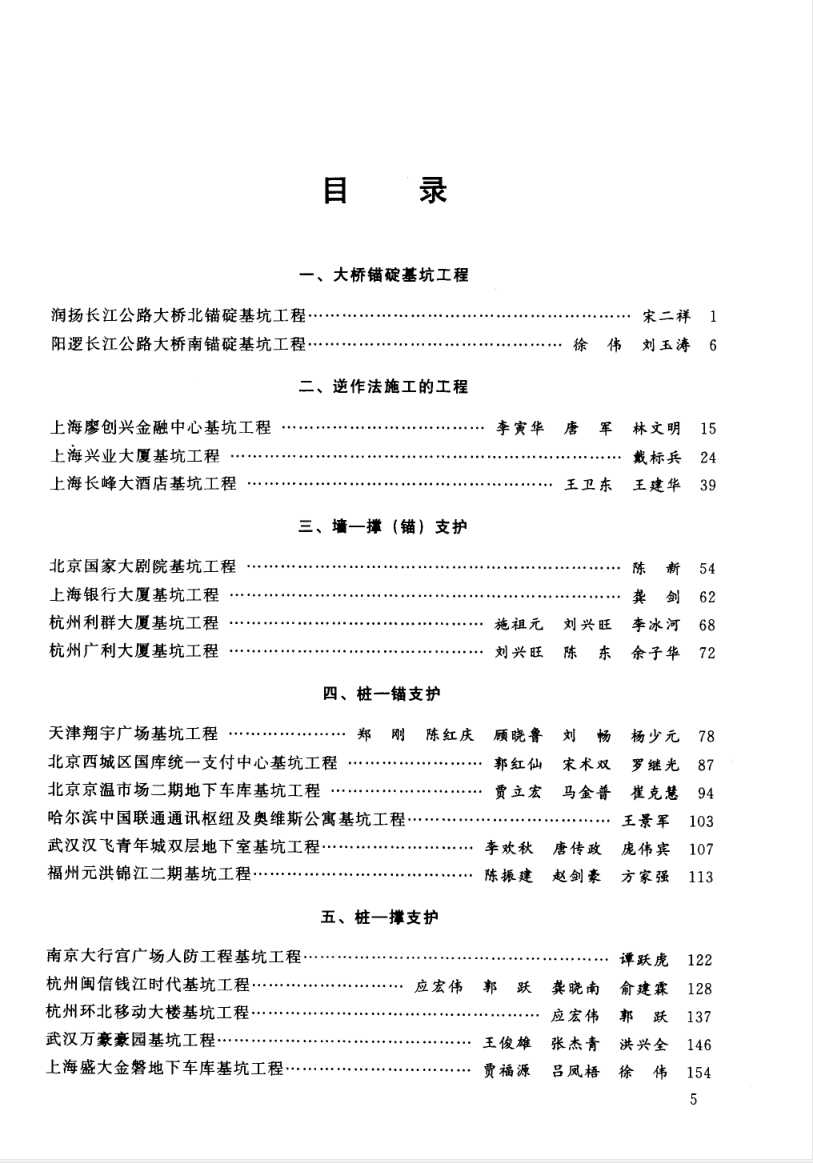 目 录
一、大桥锚碇基坑工程
润扬长江公路大桥北锚碇基坑工程………………………………………………… 宋二祥 1
阳逻长江公路大桥南锚碇基坑工程……………………………………… 徐 伟 刘玉涛 6
二、逆作法施工的工程
上海廖创兴金融中心基坑工程 ……………………………… 李寅华 唐 军 林文明 15
上海兴业大厦基坑工程 …………………………………………………………… 戴标兵 24
上海长峰大酒店基坑工程 ……………………………………………… 王卫东 王建华 39
三、墙—撑（锚）支护
北京国家大剧院基坑工程 ………………………………………………………… 陈 新 54
上海银行大厦基坑工程 …………………………………………………………… 龚 剑 62
杭州利群大厦基坑工程 ……………………………………… 施祖元 刘兴旺 李冰河 68
杭州广利大厦基坑工程 ……………………………………… 刘兴旺 陈 东 余子华 72
四、桩—锚支护
天津翔宇广场基坑工程 ………………… 郑 刚 陈红庆 顾晓鲁 刘 畅 杨少元 78
北京西城区国库统一支付中心基坑工程 …………………… 郭红仙 宋术双 罗继光 87
北京京温市场二期地下车库基坑工程 ……………………… 贾立宏 马金普 崔克慧 94
哈尔滨中国联通通讯枢纽及奥维斯公寓基坑工程……………………………… 王景军 103
武汉汉飞青年城双层地下室基坑工程……………………… 李欢秋 唐传政 庞伟宾 107
福州元洪锦江二期基坑工程………………………………… 陈振建 赵剑豪 方家强 113
五、桩—撑支护
南京大行宫广场人防工程基坑工程……………………………………………… 谭跃虎 122
杭州闽信钱江时代基坑工程……………………… 应宏伟 郭 跃 龚晓南 俞建霖 128
杭州环北移动大楼基坑工程…………………………………………… 应宏伟 郭 跃 137
武汉万豪豪园基坑工程……………………………………… 王俊雄 张杰青 洪兴全 146
上海盛大金磐地下车库基坑工程…………………………… 贾福源 吕凤梧 徐 伟 154
5